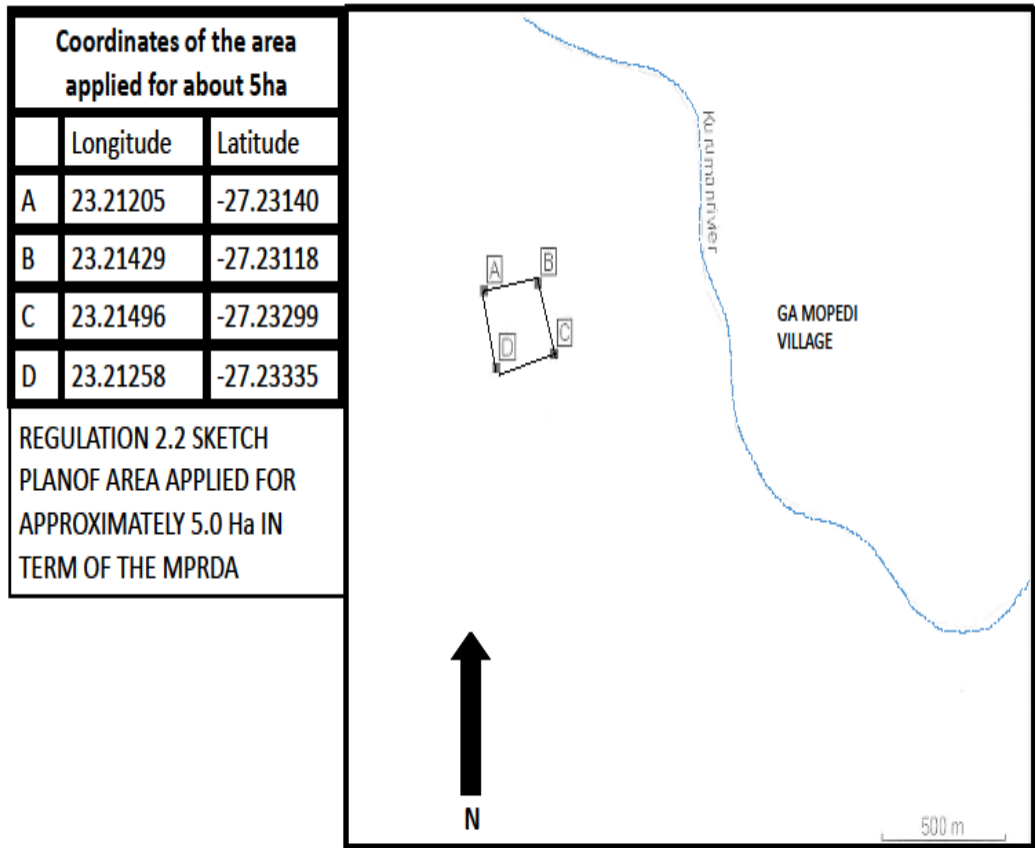 Coordinates of the area
applied for about 5ha
Longitude Latitude
A 23.21205 -27.23140
B 23.21429 -27.23118
C 23.21496 -27.23299
D 23.21258 -27.23335
REGULATION 2.2 SKETCH
PLANOF AREA APPLIED FOR
APPROXIMATELY 5.0 Ha IN
TERM OF THE MPRDA
Kurumanrivier
A
B
C
D
GA MOPEDI
VILLAGE
N
500 m